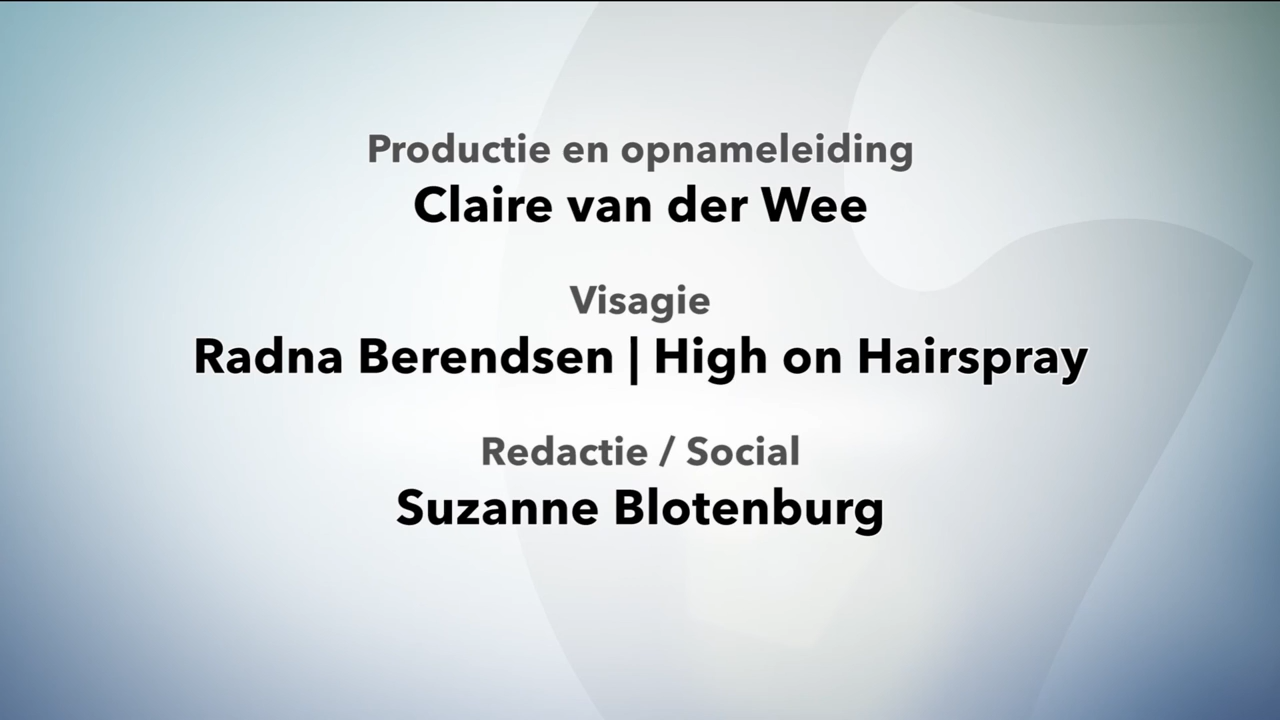 Productie en opnameleiding
Claire van der Wee
Visagie
Radna Berendsen | High on Hairspray
Redactie / Social
Suzanne Blotenburg